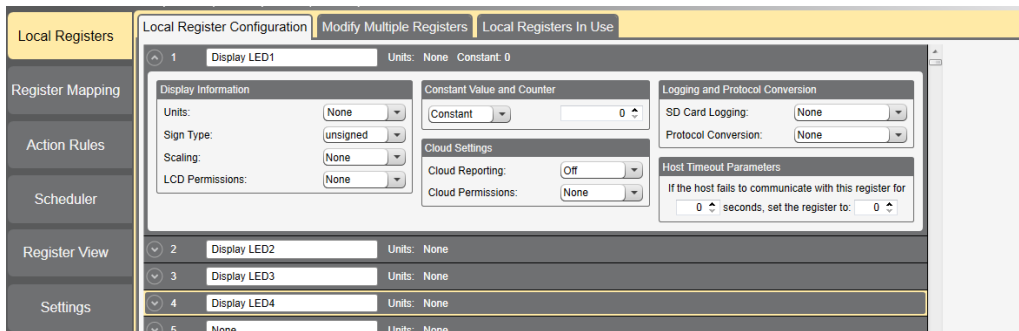 Local Registers
Register Mapping
Action Rules
Scheduler
Register View
Settings
Local Register Configuration Modify Multiple Registers Local Registers In Use
1 Display LED1 Units: None Constant: 0
Display Information
Units: None
Sign Type: unsigned
Scaling: None
LCD Permissions: None
Constant Value and Counter
Constant 0
Cloud Settings
Cloud Reporting: Off
Cloud Permissions: None
Logging and Protocol Conversion
SD Card Logging: None
Protocol Conversion: None
Host Timeout Parameters
If the host fails to communicate with this register for
0 seconds, set the register to: 0
2 Display LED2 Units: None
3 Display LED3 Units: None
4 Display LED4 Units: None
5 None Units: None